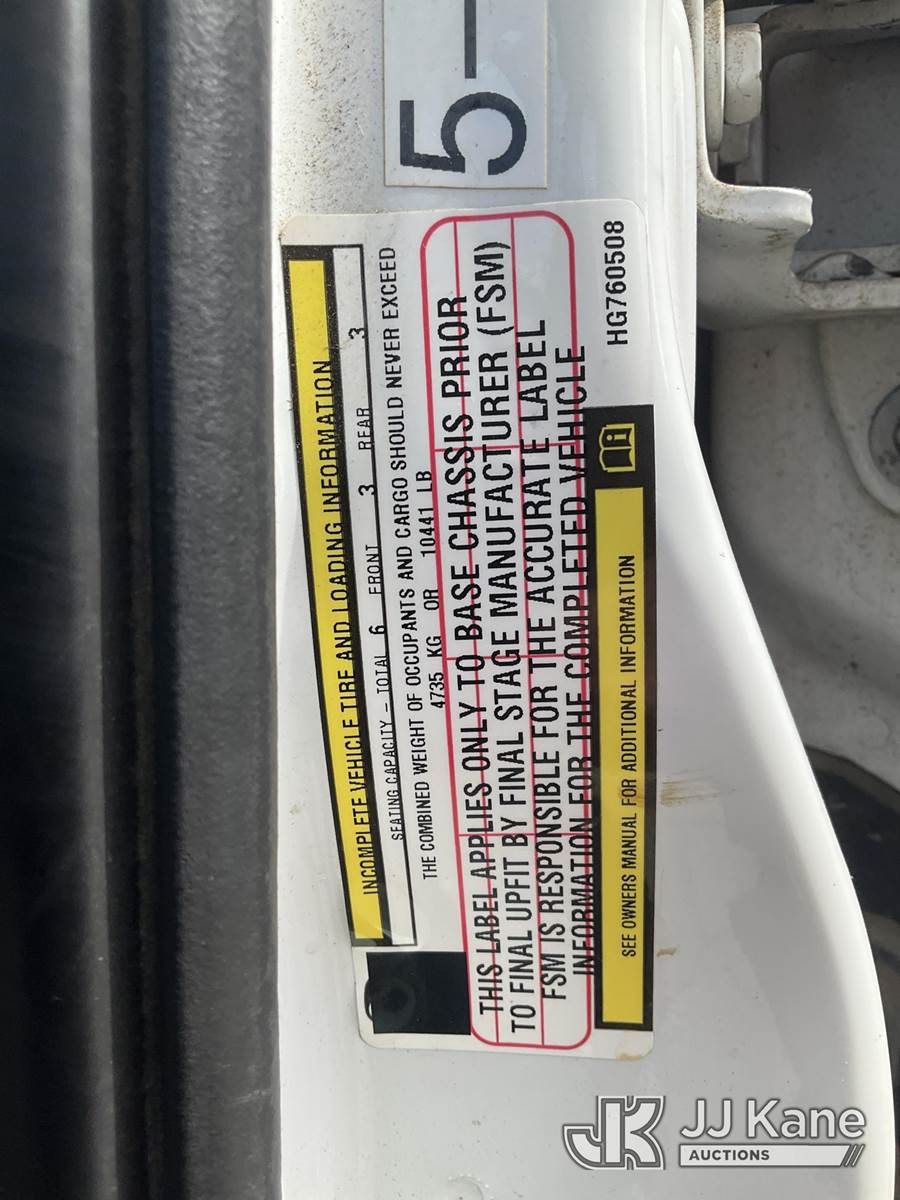 5-
INCOMPLETE VEHICLE TIRE AND LOADING INFORMATION
SEATING CAPACITY - TOTAL 6 FRONT 3 REAR 3
THE COMBINED WEIGHT OF OCCUPANTS AND CARGO SHOULD NEVER EXCEED
4735 KG OR 10441 LB
THIS LABEL APPLIES ONLY TO BASE CHASSIS PRIOR
TO FINAL UPFIT BY FINAL STAGE MANUFACTURER (FSM)
FSM IS RESPONSIBLE FOR THE ACCURATE LABEL
INFORMATION FOR THE COMPLETED VEHICLE
HG760508
SEE OWNERS MANUAL FOR ADDITIONAL INFORMATION
JK JJ Kane
AUCTIONS